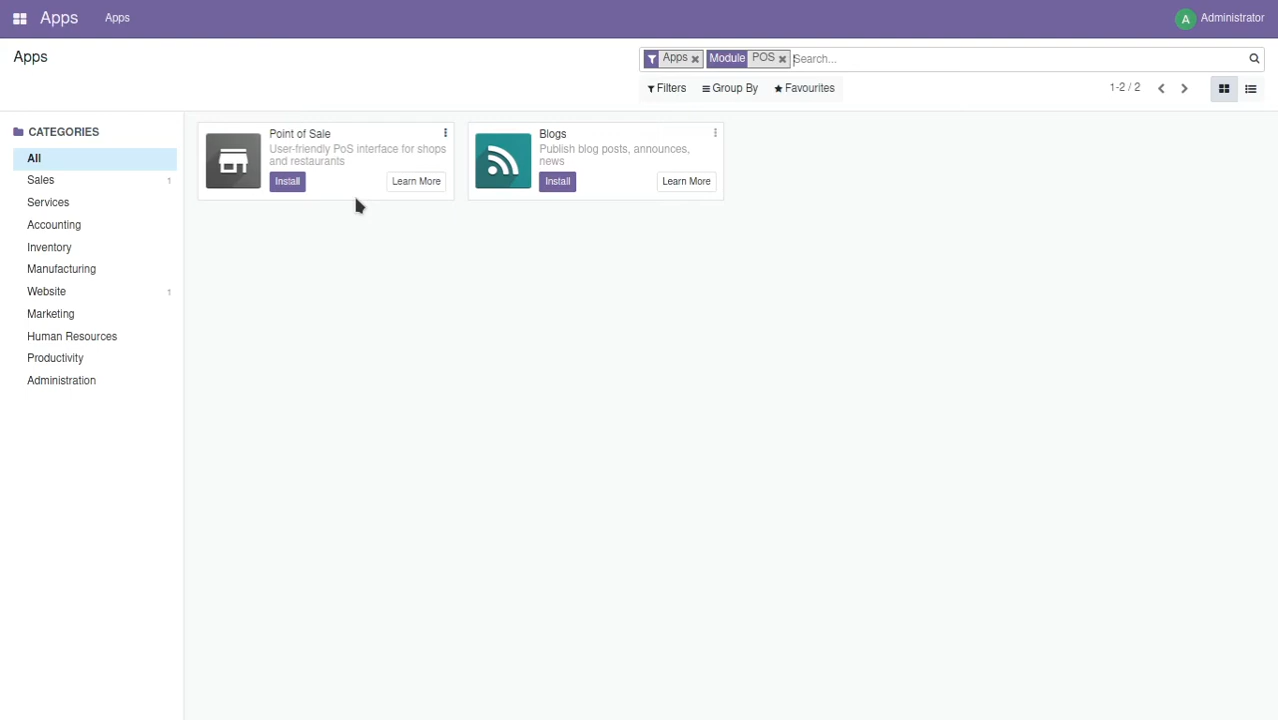 Apps Apps A Administrator
Apps
Apps Module POS Search...
Filters Group By Favourites 1-2 / 2
CATEGORIES
All
Sales 1
Services
Accounting
Inventory
Manufacturing
Website 1
Marketing
Human Resources
Productivity
Administration
Point of Sale
User-friendly PoS interface for shops
and restaurants
Install Learn More
Blogs
Publish blog posts, announces,
news
Install Learn More